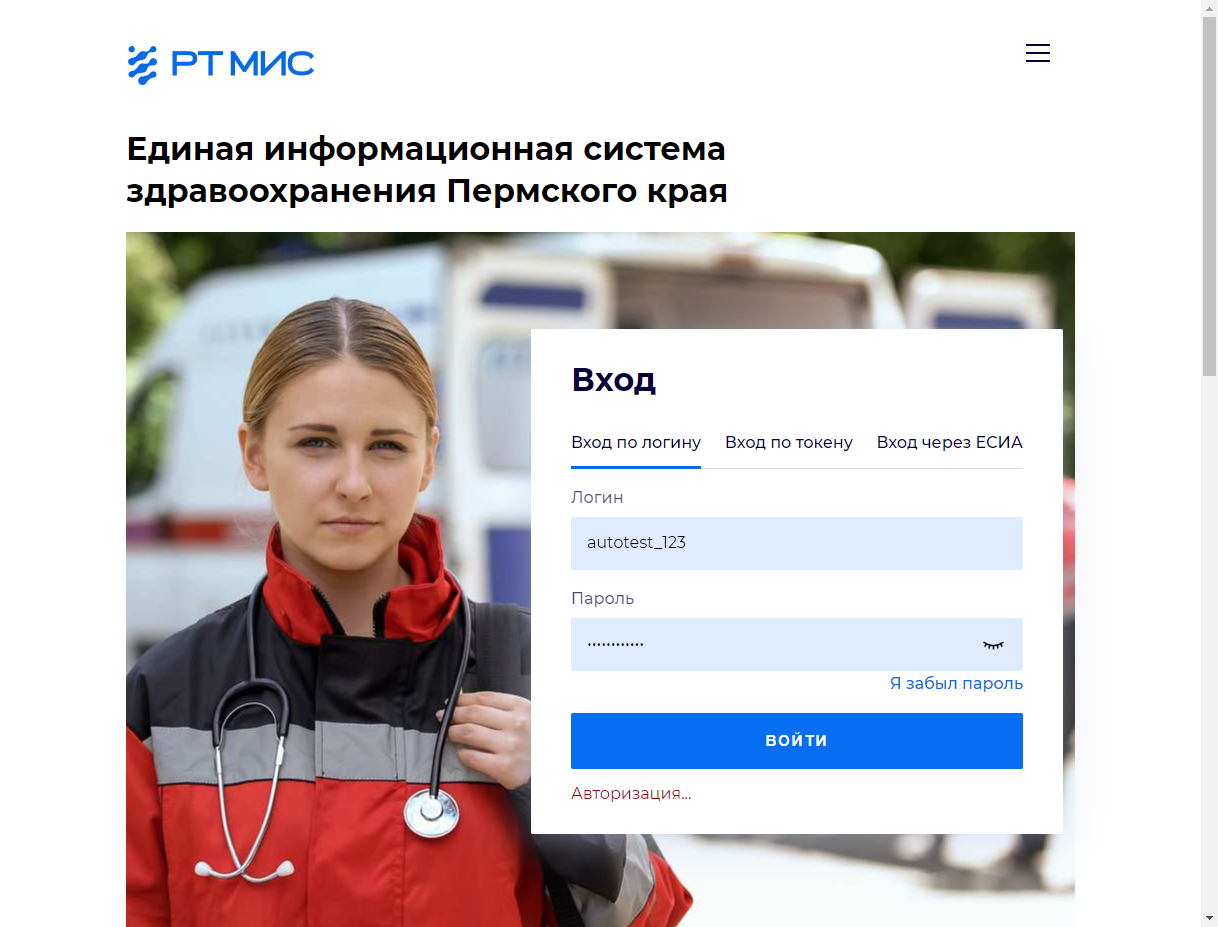 РТ МИС
Единая информационная система
здравоохранения Пермского края
Вход
Вход по логину Вход по токену Вход через ЕСИА
Логин
autotest_123
Пароль
••••••••••••
Я забыл пароль
ВОЙТИ
Авторизация...